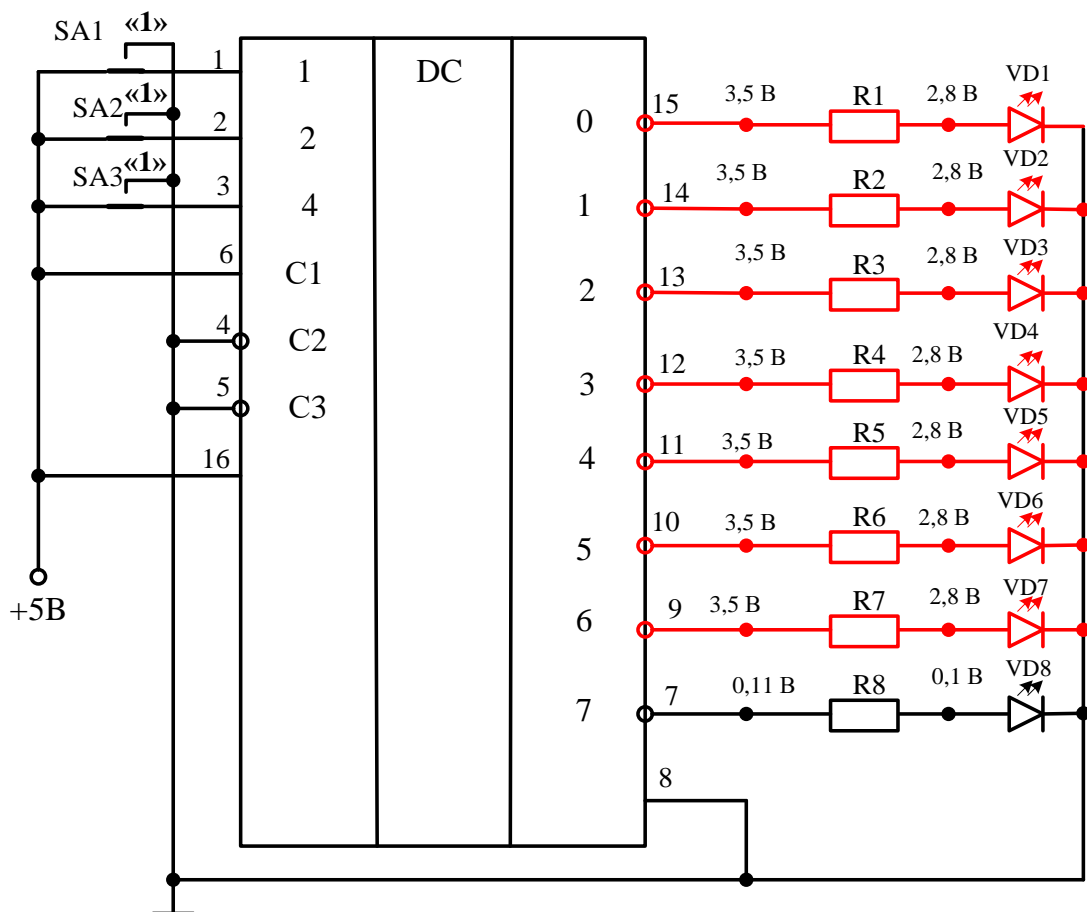 SA1 «1»
1 1 DC
SA2 «1»
2 2
SA3 «1»
3 4
6 C1
4 C2
5 C3
16
+5В
0 15 3,5 В R1 2,8 В VD1
1 14 3,5 В R2 2,8 В VD2
2 13 3,5 В R3 2,8 В VD3
3 12 3,5 В R4 2,8 В VD4
4 11 3,5 В R5 2,8 В VD5
5 10 3,5 В R6 2,8 В VD6
6 9 3,5 В R7 2,8 В VD7
7 7 0,11 В R8 0,1 В VD8
8